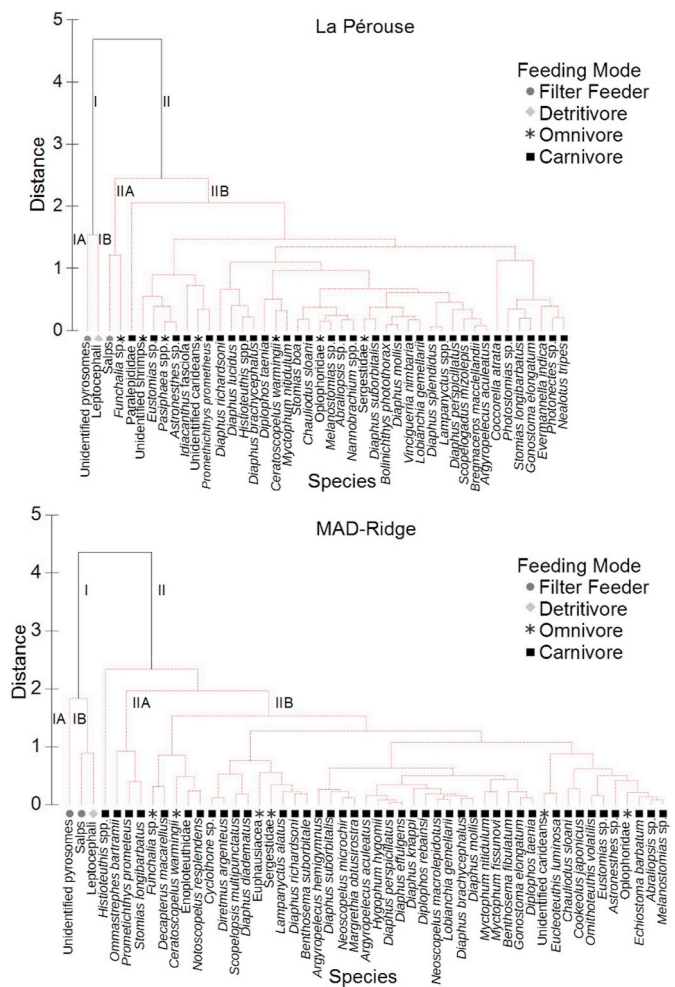 La Pérouse
5
4
3
2
1
0
Distance
Feeding Mode
Filter Feeder
Detritivore
Omnivore
Carnivore
I
II
IIA
IIB
IA
IB
Unidentified pyrosomes
Leptocephali
Salps
Funchalia sp.
Paralepididae
Unidentified shrimps
Eustomias sp.
Pasiphaea spp.
Astronesthes sp.
Idiacanthus fasciola
Unidentified carideans
Promethichthys prometheus
Diaphus richardsoni
Diaphus lucidus
Histioteuthis spp.
Diaphus brachycephalus
Diplophos taenia
Ceratoscopelus warmingii
Myctophum nitidulum
Stomias boa
Chauliodus sloani
Oplophoridae
Melanostomias sp.
Abraliopsis sp.
Nannobrachium spp.
Sergestidae
Diaphus suborbitalis
Bolinichthys photothorax
Diaphus mollis
Vinciguerria nimbaria
Lobianchia gemellarii
Diaphus splendidus
Lampanyctus spp.
Diaphus perspicillatus
Scopelogadus mizolepis
Bregmaceros macclellandii
Argyropelecus aculeatus
Coccorella atrata
Photostomias sp.
Stomias longibarbatus
Gonostoma elongatum
Evermannella indica
Photonectes sp.
Nealotus tripes
Species
MAD-Ridge
5
4
3
2
1
0
Distance
Feeding Mode
Filter Feeder
Detritivore
Omnivore
Carnivore
I
II
IIA
IIB
IA
IB
Unidentified pyrosomes
Salps
Leptocephali
Histioteuthis spp.
Ommastrephes bartramii
Prometichthys prometeus
Stomias longibarbatus
Funchalia sp.
Decapterus macarellus
Ceratoscopelus warmingii
Enoploteuthidae
Notoscopelus resplendens
Cyclothone sp.
Diretmus argenteus
Scopelopsis multipunctatus
Diaphus diadematus
Euphausiacea
Sergestidae
Lampanyctus alatus
Diaphus richardsoni
Benthosema suborbitale
Argyropelecus hemigymnus
Diaphus suborbitalis
Neoscopelus microchir
Margrethia obtusirostra
Argyropelecus aculeatus
Hygophum hygomii
Diaphus perspicillatus
Diaphus effulgens
Diaphus knappi
Diplophos rebainsi
Neoscopelus macrolepidotus
Lobianchia gemellarii
Diaphus brachycephalus
Diaphus mollis
Myctophum nitidulum
Myctophum fissunovi
Benthosema fibulatum
Gonostoma elongatum
Diplophos taenia
Unidentified carideans
Eucleoteuthis luminosa
Chauliodus sloani
Cookeolus japonicus
Ornithoteuthis volatilis
Eustomias sp.
Astronesthes sp.
Oplophoridae
Echiostoma barbatum
Abraliopsis sp.
Melanostomias sp.
Species